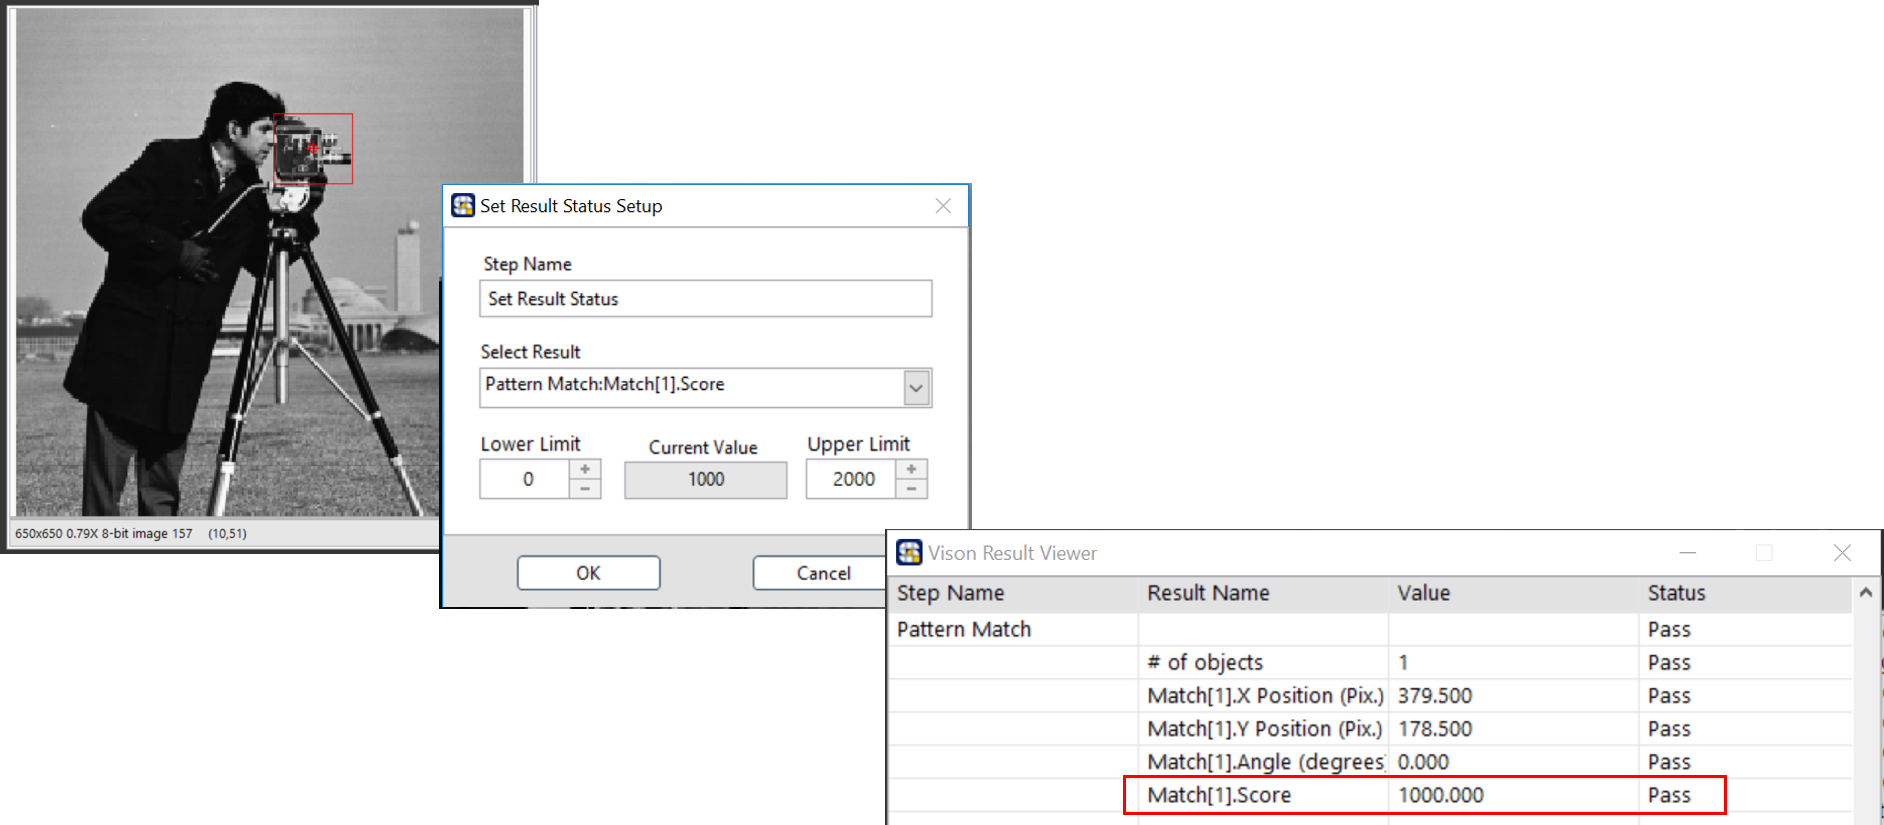 650x650 0.79X 8-bit image 157 (10,51)
Set Result Status Setup
Step Name
Set Result Status
Select Result
Pattern Match:Match[1].Score
Lower Limit Current Value Upper Limit
0 1000 2000
OK Cancel
Vison Result Viewer
Step Name Result Name Value Status
Pattern Match Pass
# of objects 1 Pass
Match[1].X Position (Pix.) 379.500 Pass
Match[1].Y Position (Pix.) 178.500 Pass
Match[1].Angle (degrees) 0.000 Pass
Match[1].Score 1000.000 Pass